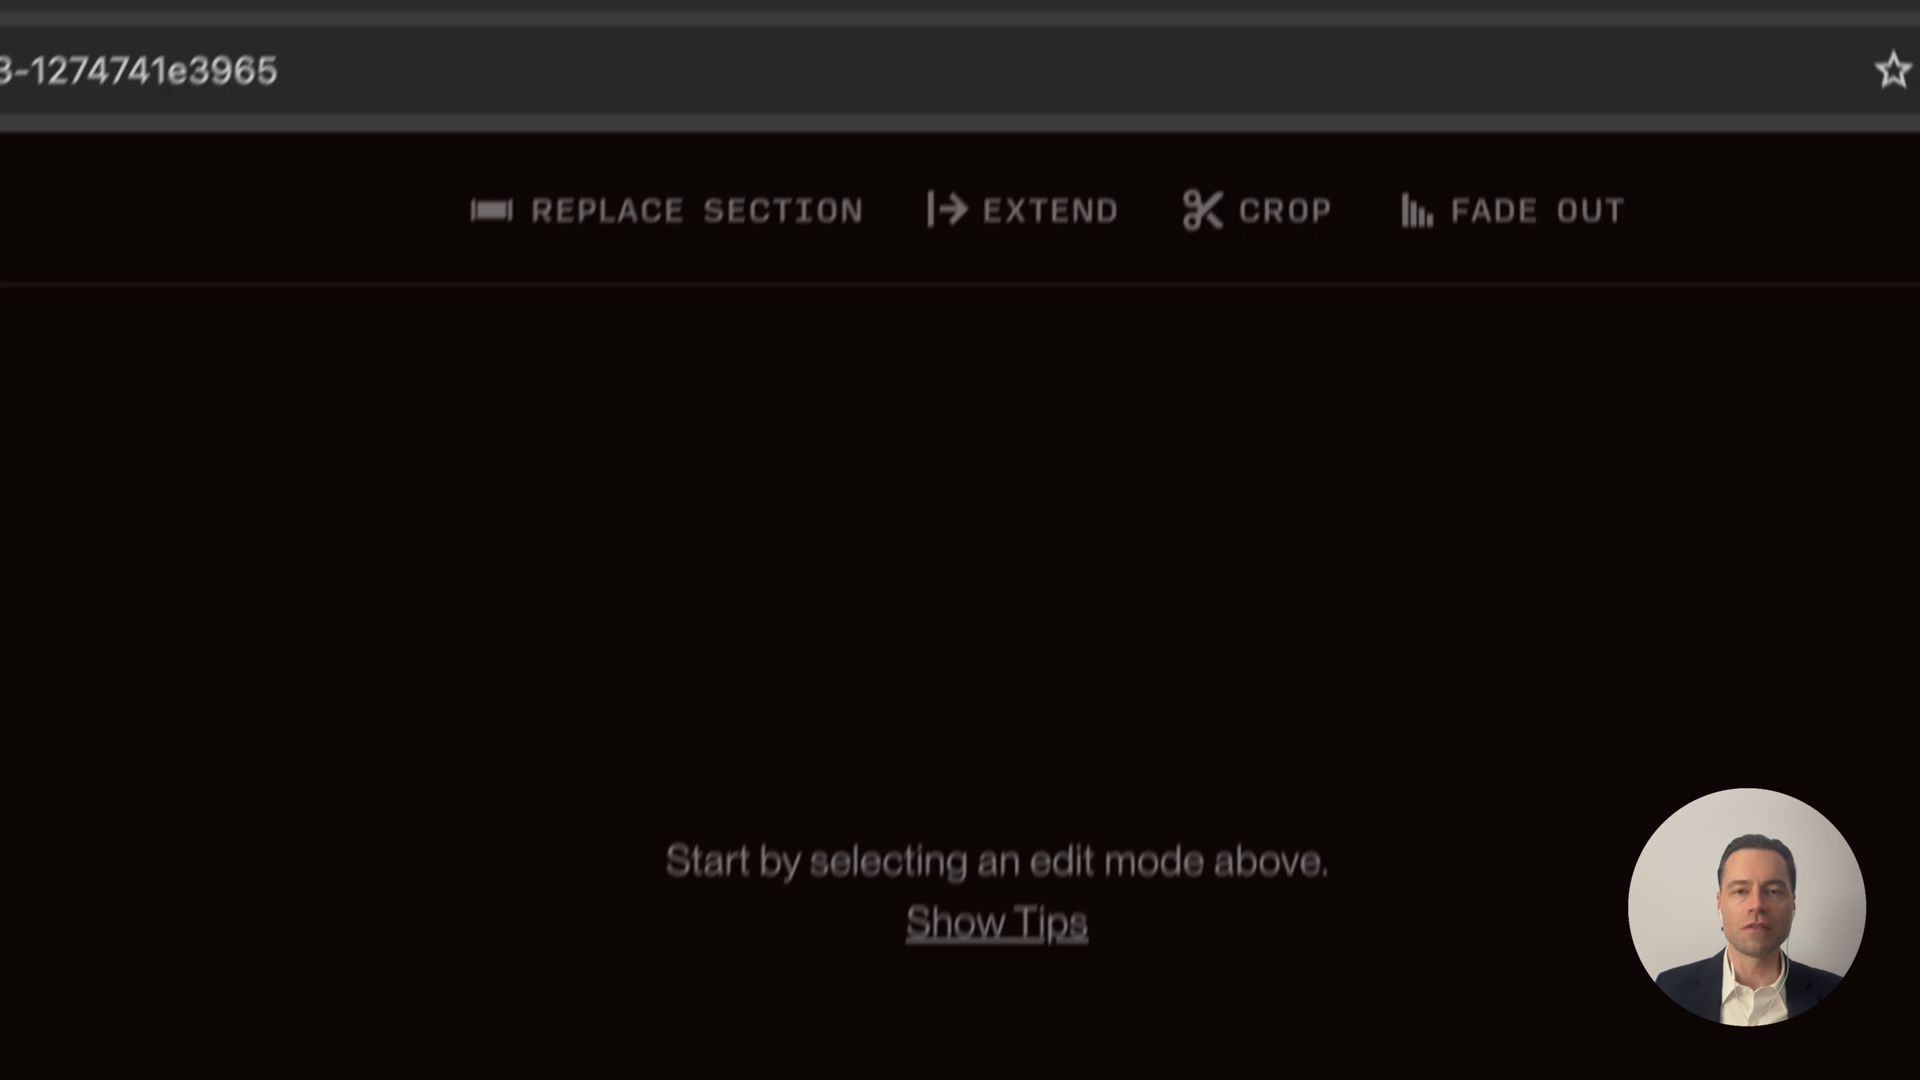 3-1274741e3965
REPLACE SECTION EXTEND CROP FADE OUT
Start by selecting an edit mode above.
Show Tips